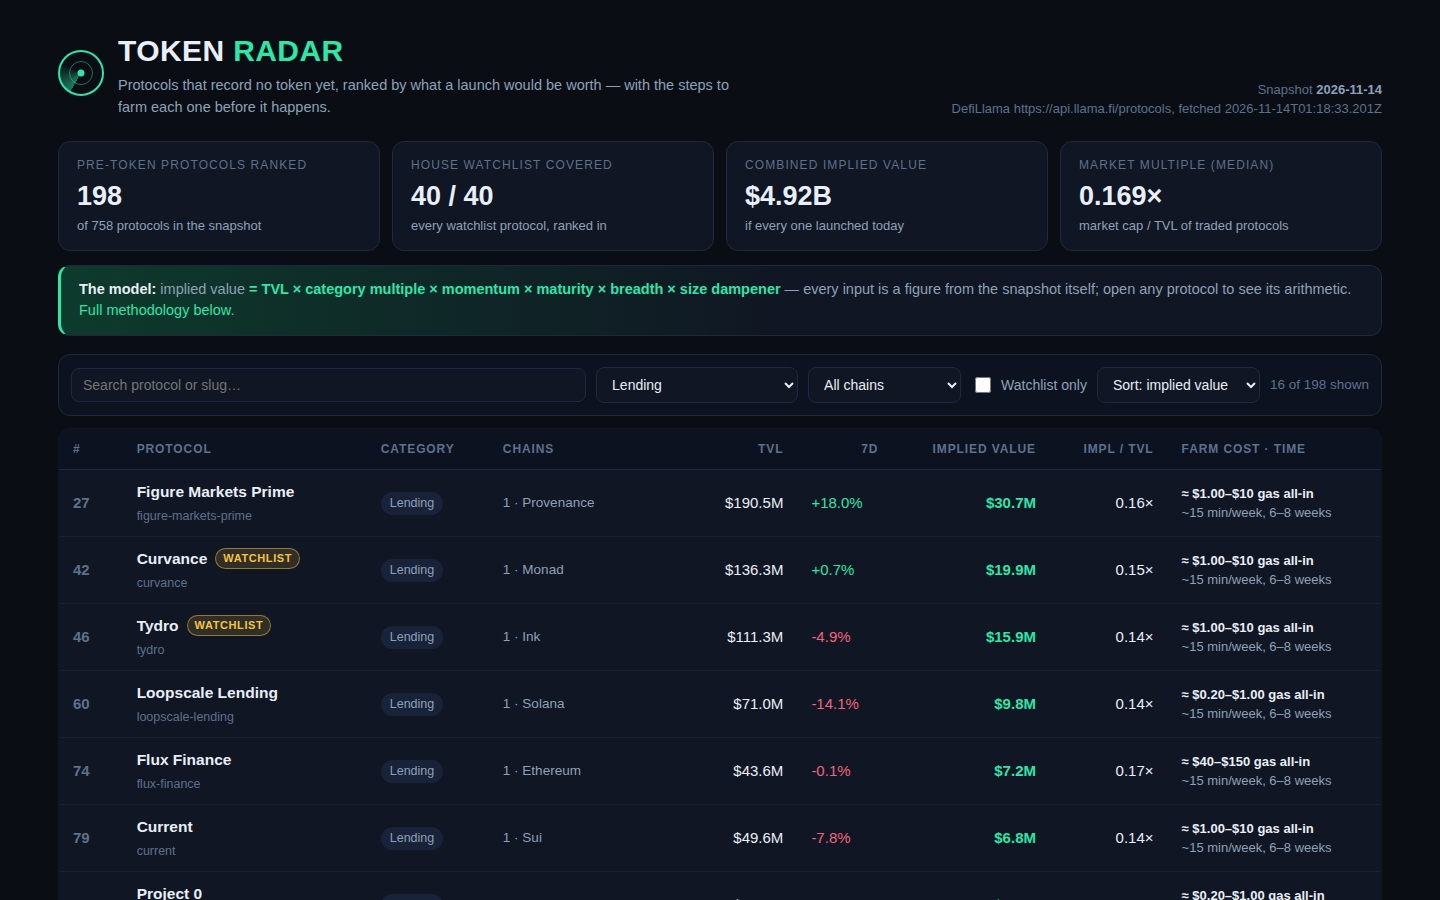 TOKEN RADAR
Protocols that record no token yet, ranked by what a launch would be worth — with the steps to
farm each one before it happens.
Snapshot 2026-11-14
DefiLlama https://api.llama.fi/protocols, fetched 2026-11-14T01:18:33.201Z
PRE-TOKEN PROTOCOLS RANKED
198
of 758 protocols in the snapshot
HOUSE WATCHLIST COVERED
40 / 40
every watchlist protocol, ranked in
COMBINED IMPLIED VALUE
$4.92B
if every one launched today
MARKET MULTIPLE (MEDIAN)
0.169×
market cap / TVL of traded protocols
The model: implied value = TVL × category multiple × momentum × maturity × breadth × size dampener — every input is a figure from the snapshot itself; open any protocol to see its arithmetic.
Full methodology below.
Search protocol or slug…
Lending
All chains
Watchlist only
Sort: implied value
16 of 198 shown
# PROTOCOL CATEGORY CHAINS TVL 7D IMPLIED VALUE IMPL / TVL FARM COST · TIME
27 Figure Markets Prime Lending 1 · Provenance $190.5M +18.0% $30.7M 0.16× ≈ $1.00–$10 gas all-in
figure-markets-prime ~15 min/week, 6–8 weeks
42 Curvance WATCHLIST Lending 1 · Monad $136.3M +0.7% $19.9M 0.15× ≈ $1.00–$10 gas all-in
curvance ~15 min/week, 6–8 weeks
46 Tydro WATCHLIST Lending 1 · Ink $111.3M -4.9% $15.9M 0.14× ≈ $1.00–$10 gas all-in
tydro ~15 min/week, 6–8 weeks
60 Loopscale Lending Lending 1 · Solana $71.0M -14.1% $9.8M 0.14× ≈ $0.20–$1.00 gas all-in
loopscale-lending ~15 min/week, 6–8 weeks
74 Flux Finance Lending 1 · Ethereum $43.6M -0.1% $7.2M 0.17× ≈ $40–$150 gas all-in
flux-finance ~15 min/week, 6–8 weeks
79 Current Lending 1 · Sui $49.6M -7.8% $6.8M 0.14× ≈ $1.00–$10 gas all-in
current ~15 min/week, 6–8 weeks
Project 0 ≈ $0.20–$1.00 gas all-in